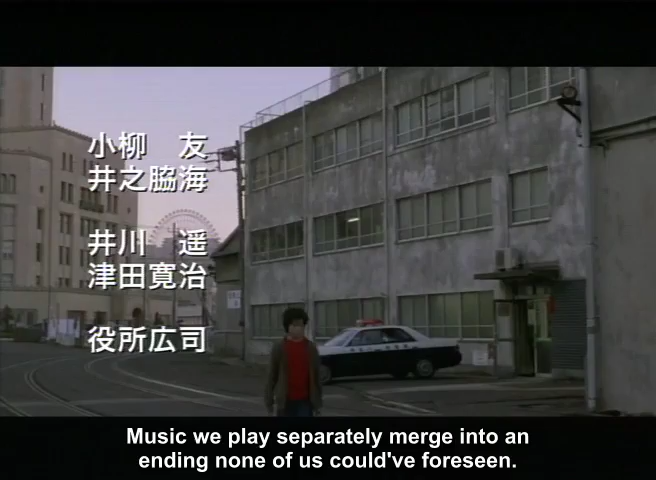 小柳　友
井之脇海
井川　遥
津田寛治
役所広司
Music we play separately merge into an
ending none of us could've foreseen.